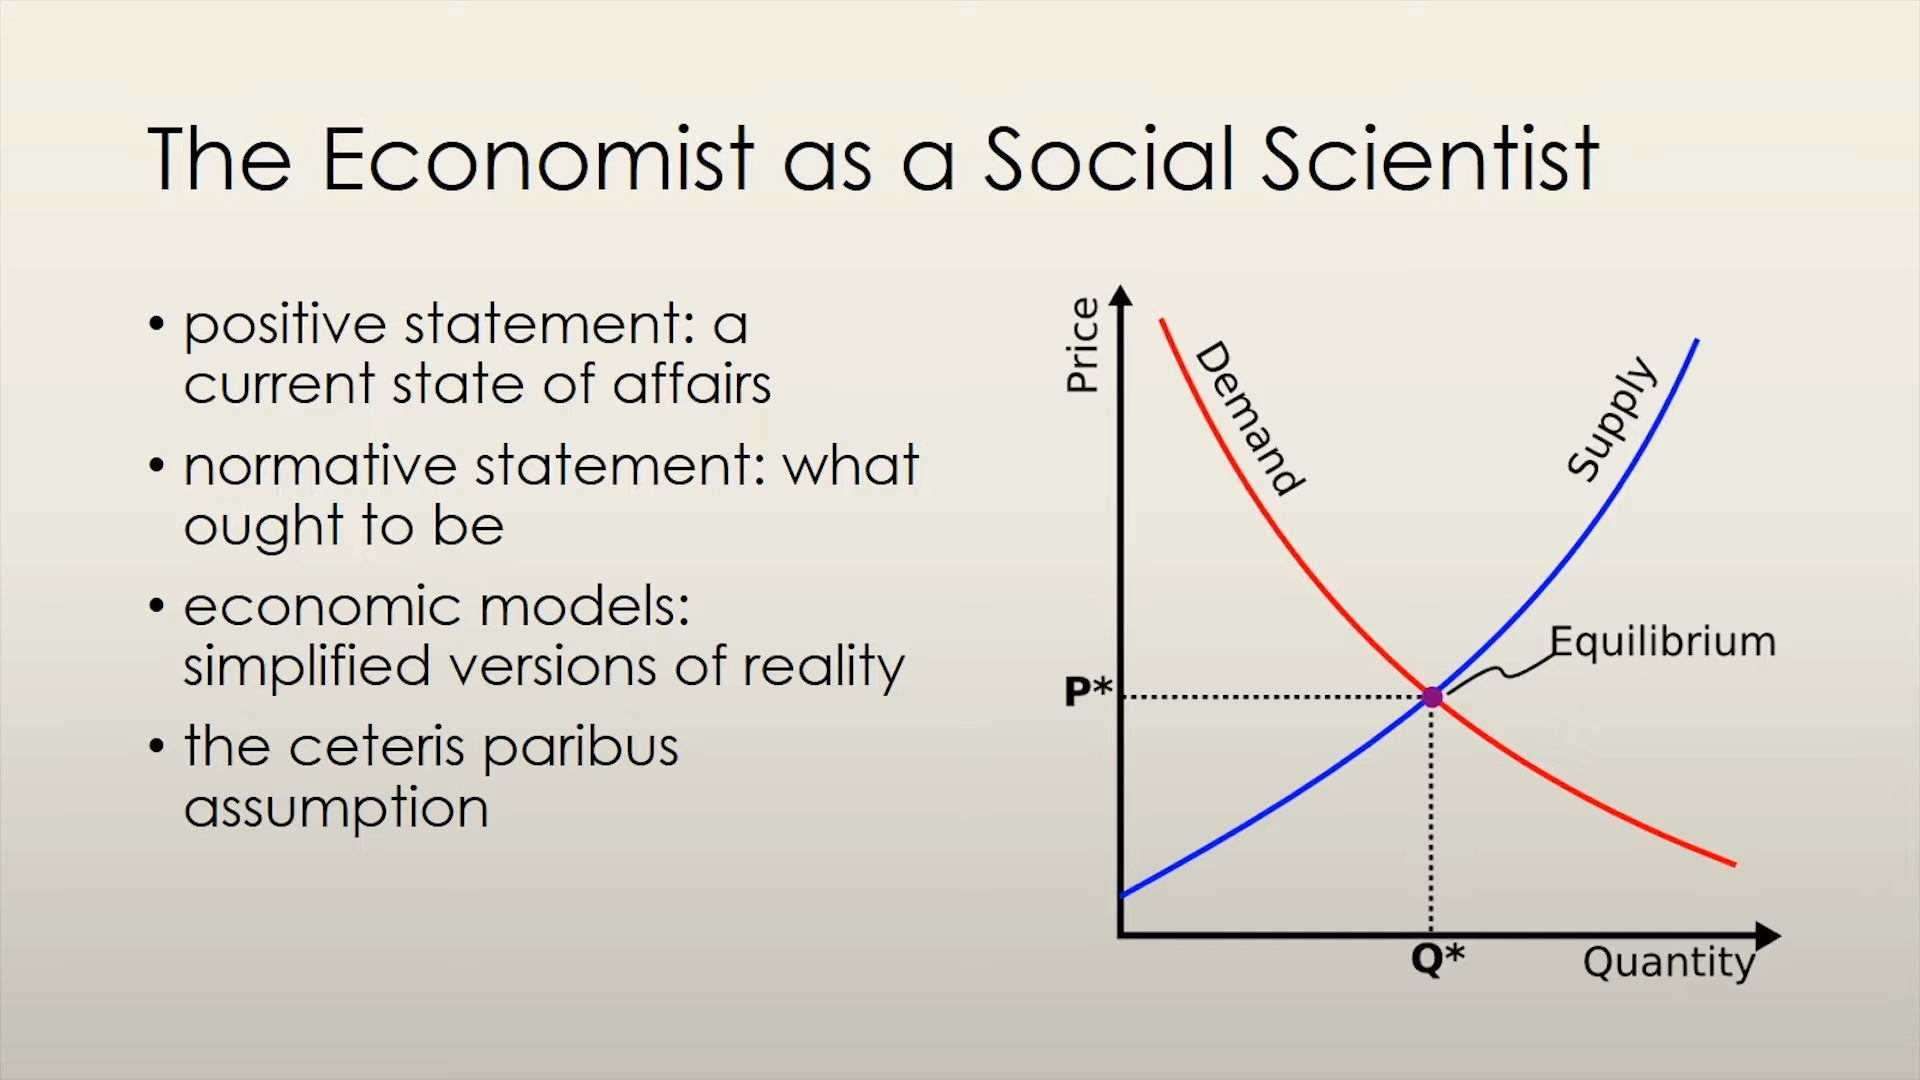 The Economist as a Social Scientist
• positive statement: a
current state of affairs
• normative statement: what
ought to be
• economic models:
simplified versions of reality
• the ceteris paribus
assumption
Price
Demand
Supply
Equilibrium
P*
Q*
Quantity